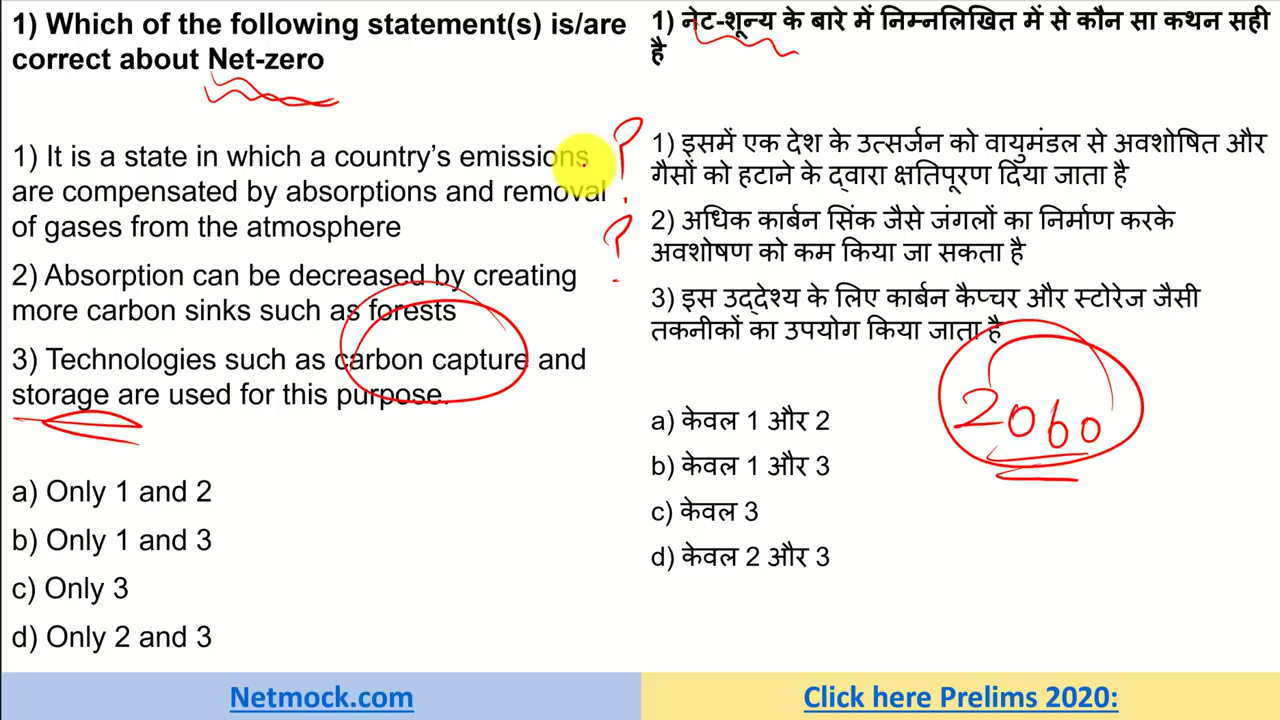 1) Which of the following statement(s) is/are
correct about Net-zero
1) It is a state in which a country's emissions
are compensated by absorptions and removal
of gases from the atmosphere
2) Absorption can be decreased by creating
more carbon sinks such as forests
3) Technologies such as carbon capture and
storage are used for this purpose.
a) Only 1 and 2
b) Only 1 and 3
c) Only 3
d) Only 2 and 3
? 
?
1) नेट-शून्य के बारे में निम्नलिखित में से कौन सा कथन सही
है
1) इसमें एक देश के उत्सर्जन को वायुमंडल से अवशोषित और
गैसों को हटाने के द्वारा क्षतिपूरण दिया जाता है
2) अधिक कार्बन सिंक जैसे जंगलों का निर्माण करके
अवशोषण को कम किया जा सकता है
3) इस उद्देश्य के लिए कार्बन कैप्चर और स्टोरेज जैसी
तकनीकों का उपयोग किया जाता है
2060
a) केवल 1 और 2
b) केवल 1 और 3
c) केवल 3
d) केवल 2 और 3
Netmock.com
Click here Prelims 2020: